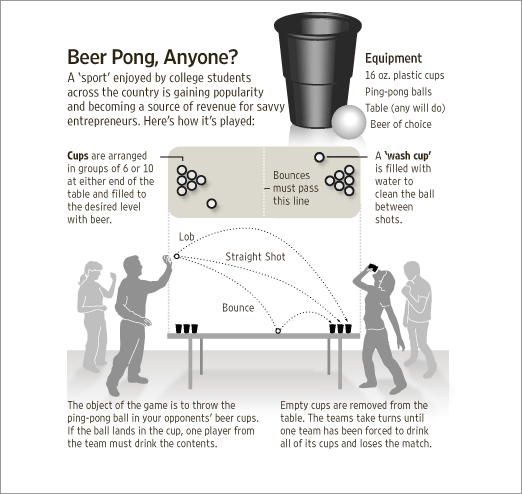 Beer Pong, Anyone?
A 'sport' enjoyed by college students
across the country is gaining popularity
and becoming a source of revenue for savvy
entrepreneurs. Here's how it's played:
Equipment
16 oz. plastic cups
Ping-pong balls
Table (any will do)
Beer of choice
Cups are arranged
in groups of 6 or 10
at either end of the
table and filled to
the desired level
with beer.
Bounces
must pass
this line
A 'wash cup'
is filled with
water to
clean the ball
between
shots.
Lob
Straight Shot
Bounce
The object of the game is to throw the
ping-pong ball in your opponents' beer cups.
If the ball lands in the cup, one player from
the team must drink the contents.
Empty cups are removed from the
table. The teams take turns until
one team has been forced to drink
all of its cups and loses the match.